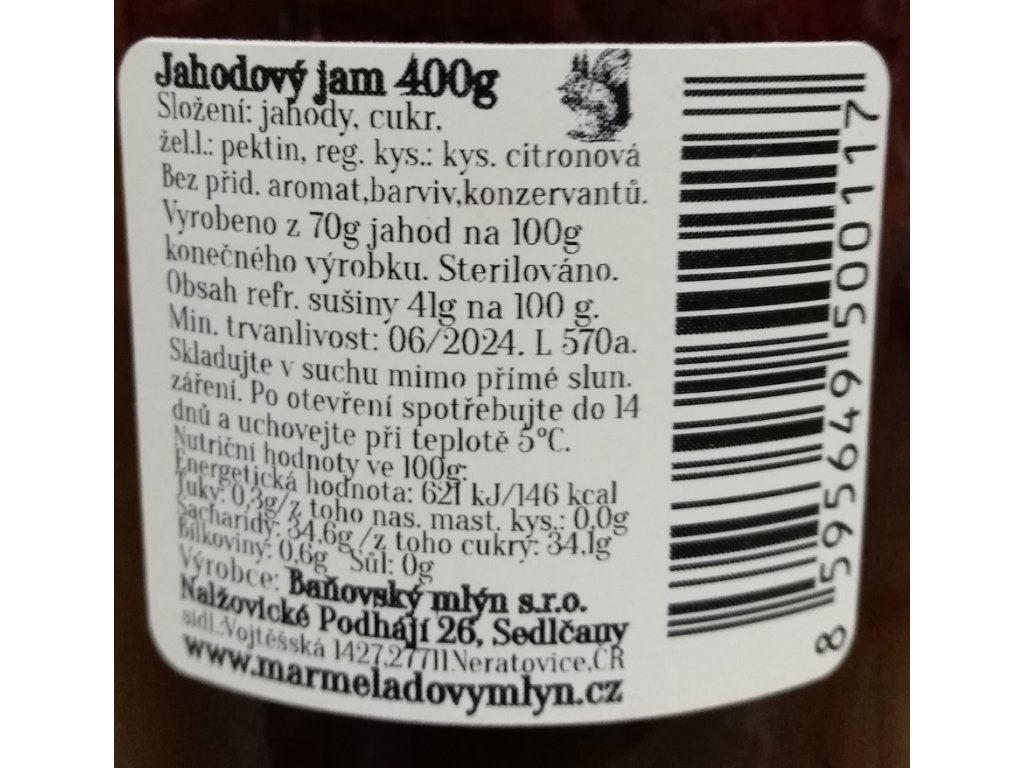 Jahodový jam 400g
Složení: jahody, cukr,
žel.l.: pektin, reg. kys.: kys. citronová
Bez přid. aromat,barviv,konzervantů.
Vyrobeno z 70g jahod na 100g
konečného výrobku. Sterilováno.
Obsah refr. sušiny 41g na 100 g.
Min. trvanlivost: 06/2024. L 570a.
Skladujte v suchu mimo přímé slun.
záření. Po otevření spotřebujte do 14
dnů a uchovejte při teplotě 5°C.
Nutriční hodnoty ve 100g:
Energetická hodnota: 621 kJ/146 kcal
Tuky: 0,3g/z toho nas. mast. kys.: 0,0g
Sacharidy: 34,6g /z toho cukry: 34,1g
Bílkoviny: 0,6g Sůl: 0g
Výrobce: Baňovský mlýn s.r.o.
Nalžovické Podhájí 26, Sedlčany
sídl.:Vojtěšská 1427,27711 Neratovice,ČR
www.marmeladovymlyn.cz
8 595649 500117